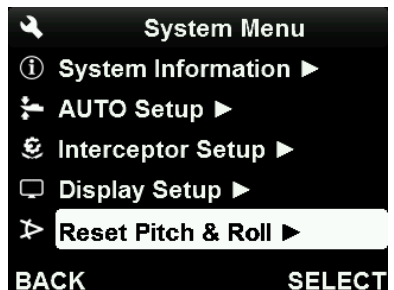 System Menu
System Information ▶
AUTO Setup ▶
Interceptor Setup ▶
Display Setup ▶
Reset Pitch & Roll ▶
BACK SELECT